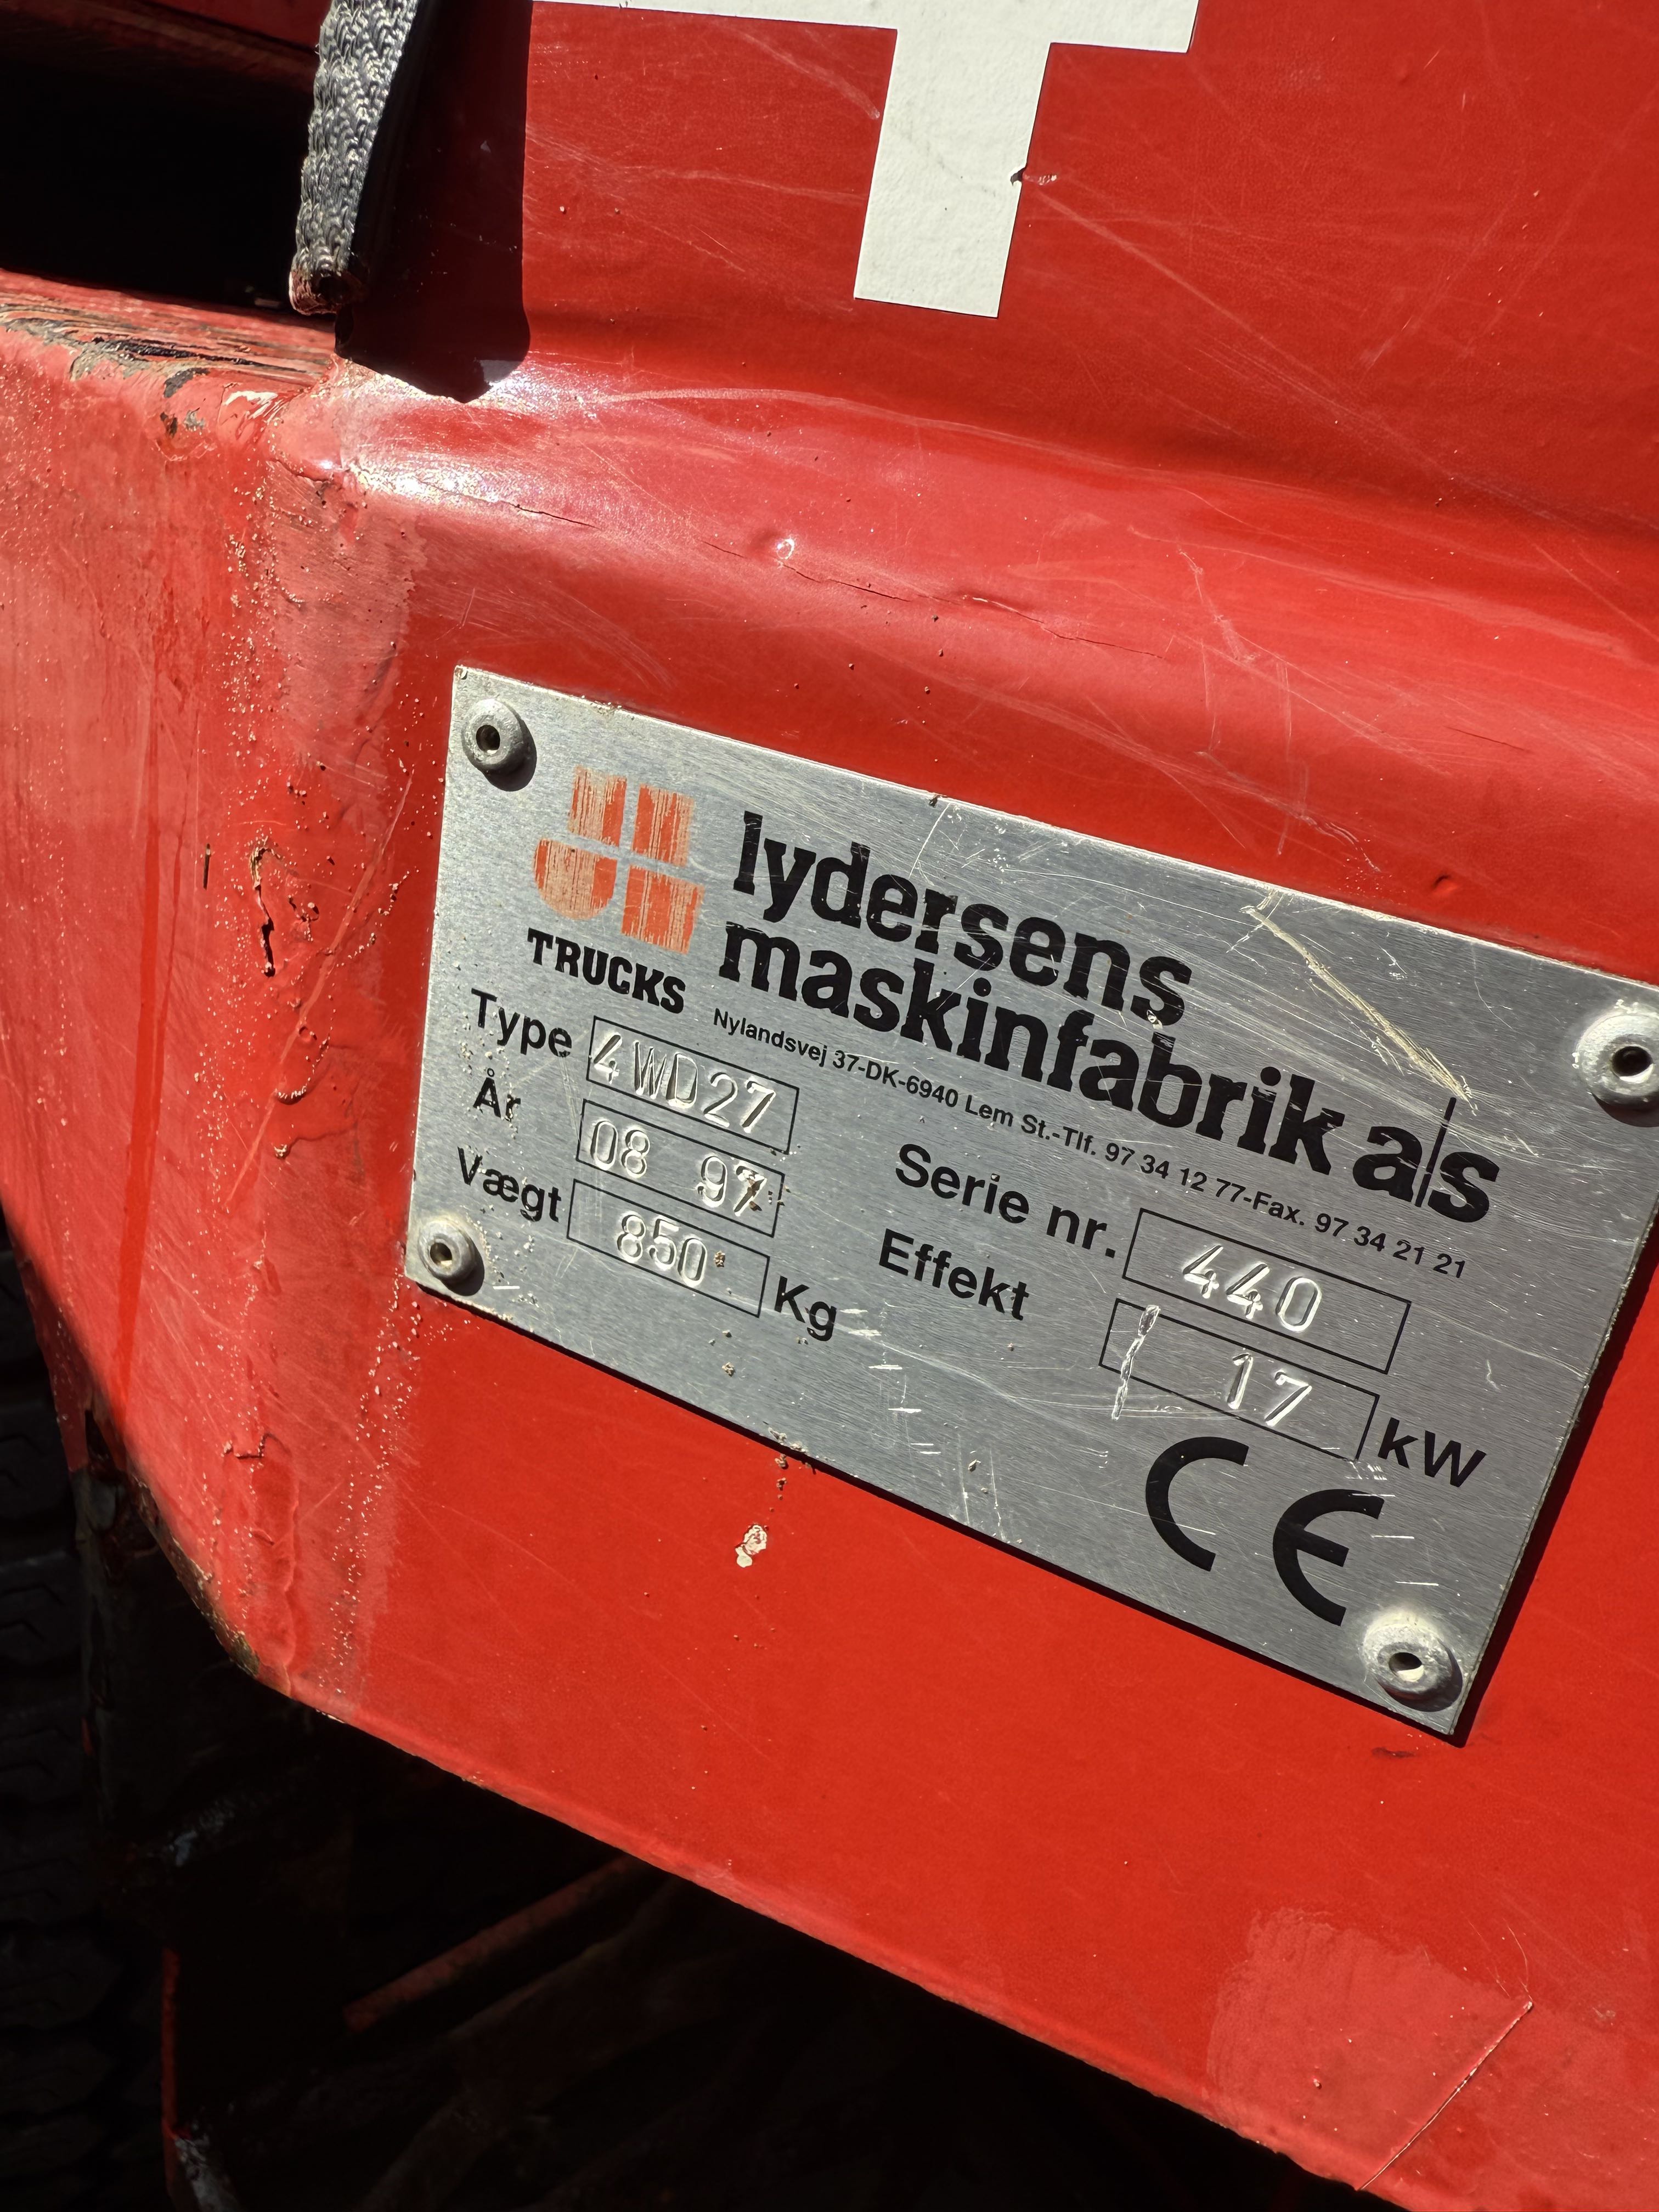 lydersens
maskinfabrik a/s
TRUCKS
Nylandsvej 37-DK-6940 Lem St.-Tlf. 97 34 12 77-Fax. 97 34 21 21
Type 4WD27
År 08 97
Serie nr. 440
Vægt 850 Kg
Effekt 17 kW
CE